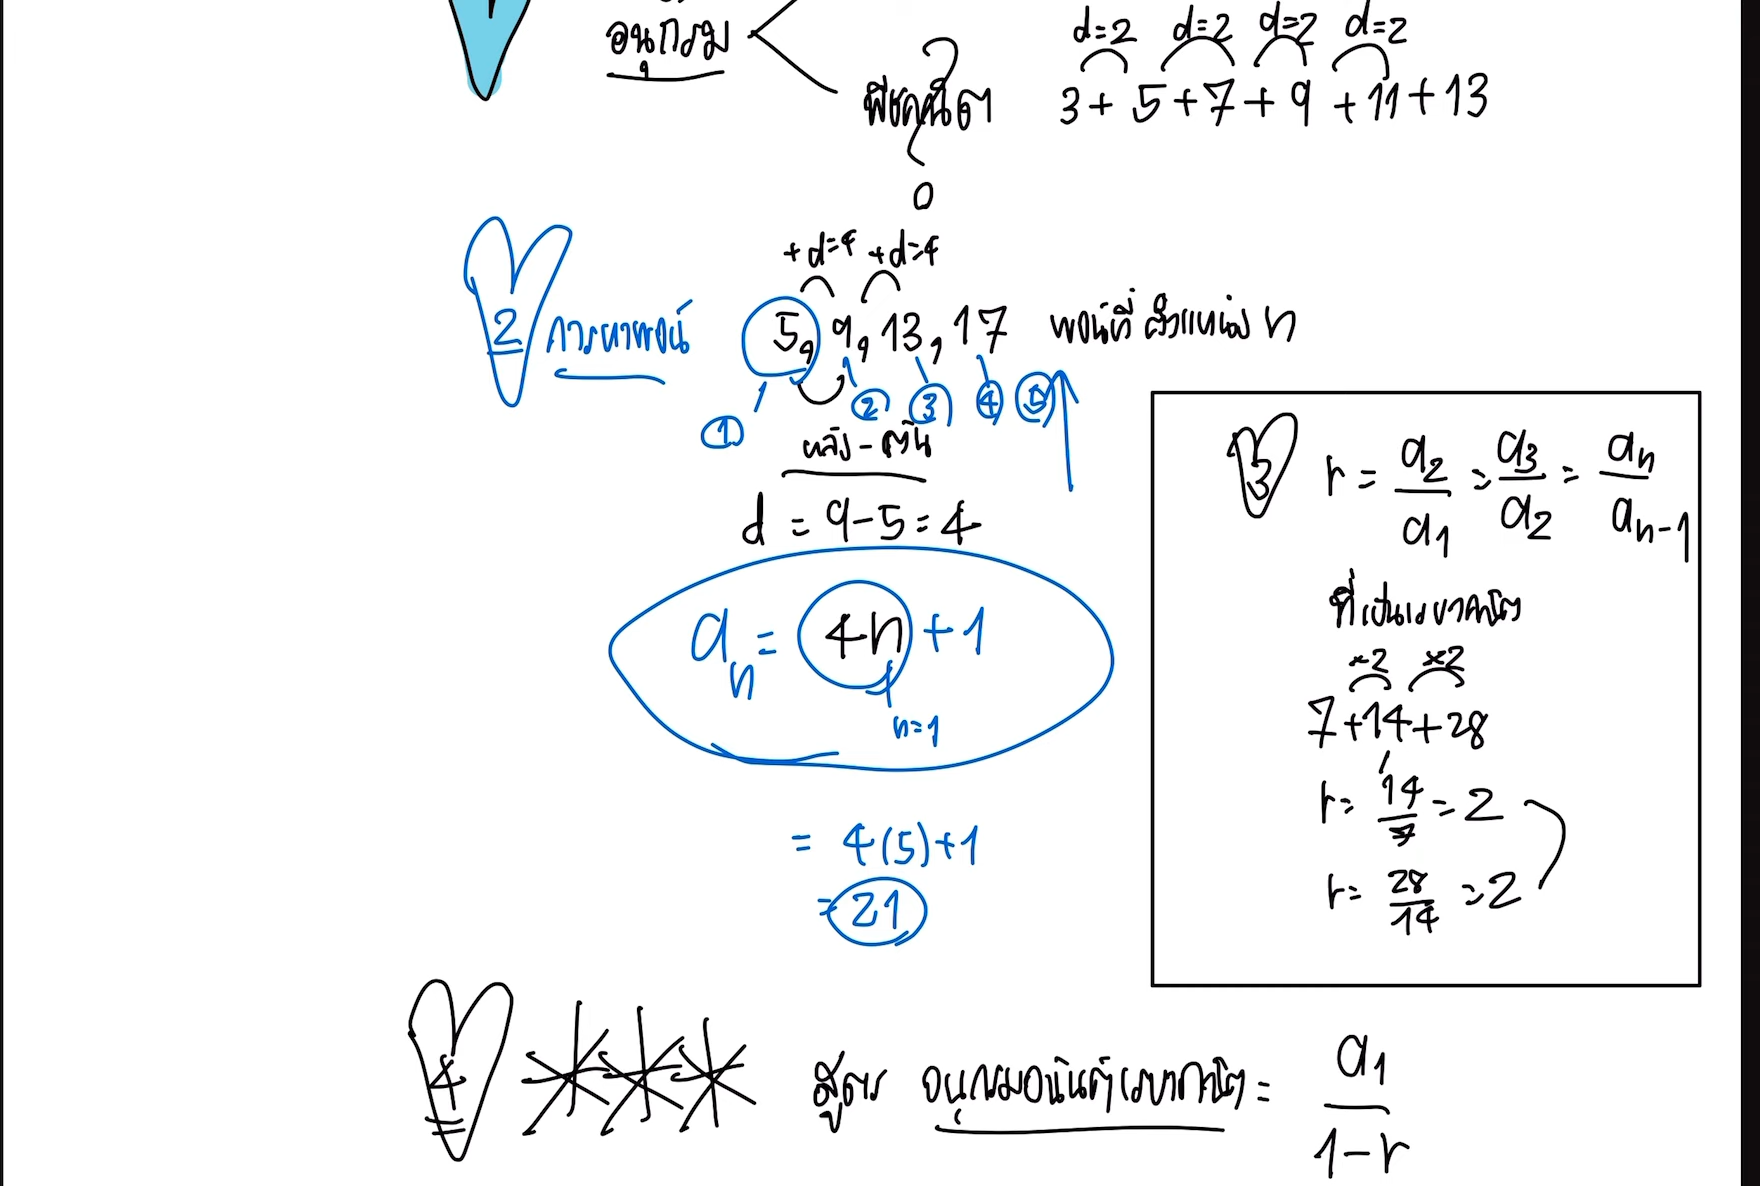 อนุกรม
d=2 d=2 d=2 d=2
พีชคณิต 3+5+7+9+11+13
0
+d=4 +d=4
2 การหาพจน์ 5, 9, 13, 17 พจน์ที่ ตำแหน่ง n
1 2 3 4 5
หลัง - ต้น
d = 9-5=4
aₙ = 4n+1
n=1
= 4(5)+1
= 21
3 r = a₂/a₁ = a₃/a₂ = aₙ/aₙ₋₁
ที่เป็นเรขาคณิต
×2 ×2
7+14+28
r= 14/7 = 2
r= 28/14 = 2
4 สูตร อนุกรมอนันต์เรขาคณิต = a₁/1-r